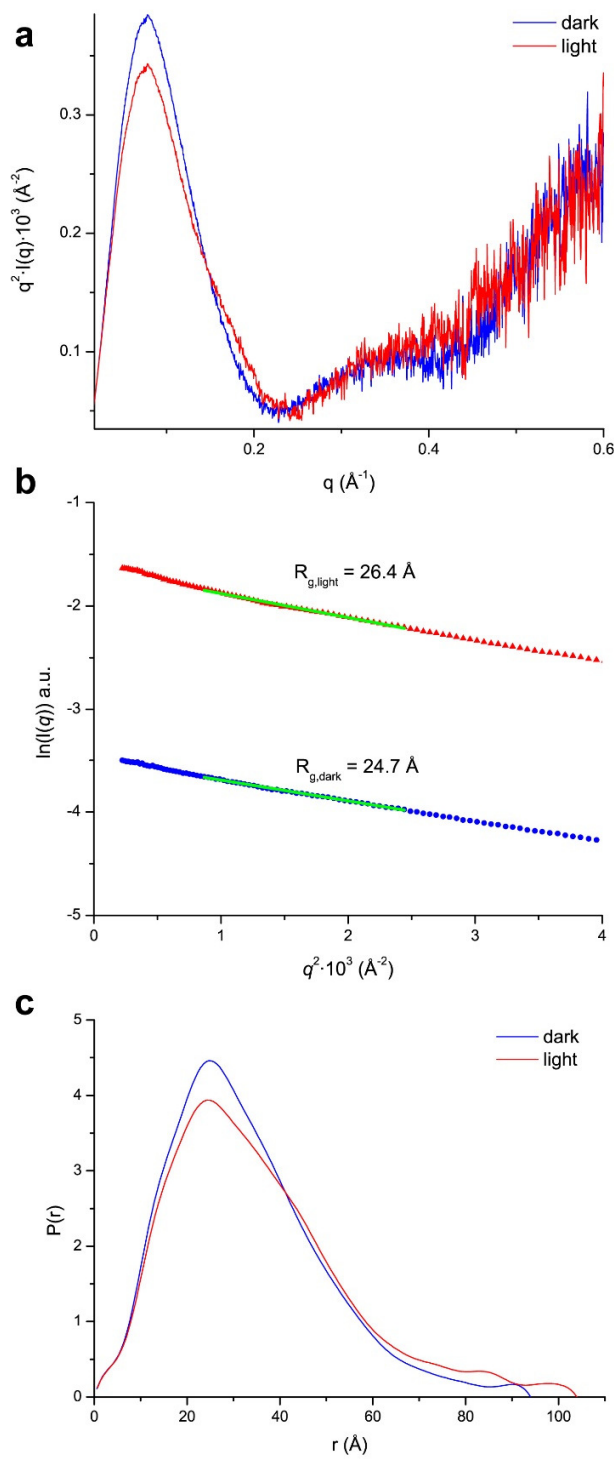 a
dark
light
0.3
0.2
0.1
q²·I(q)·10³ (Å⁻²)
0.2
0.4
0.6
q (Å⁻¹)
b
-1
-2
-3
-4
-5
ln(I(q)) a.u.
R_g,light = 26.4 Å
R_g,dark = 24.7 Å
0
1
2
3
4
q²·10³ (Å⁻²)
c
5
4
3
2
1
0
P(r)
dark
light
0
20
40
60
80
100
r (Å)